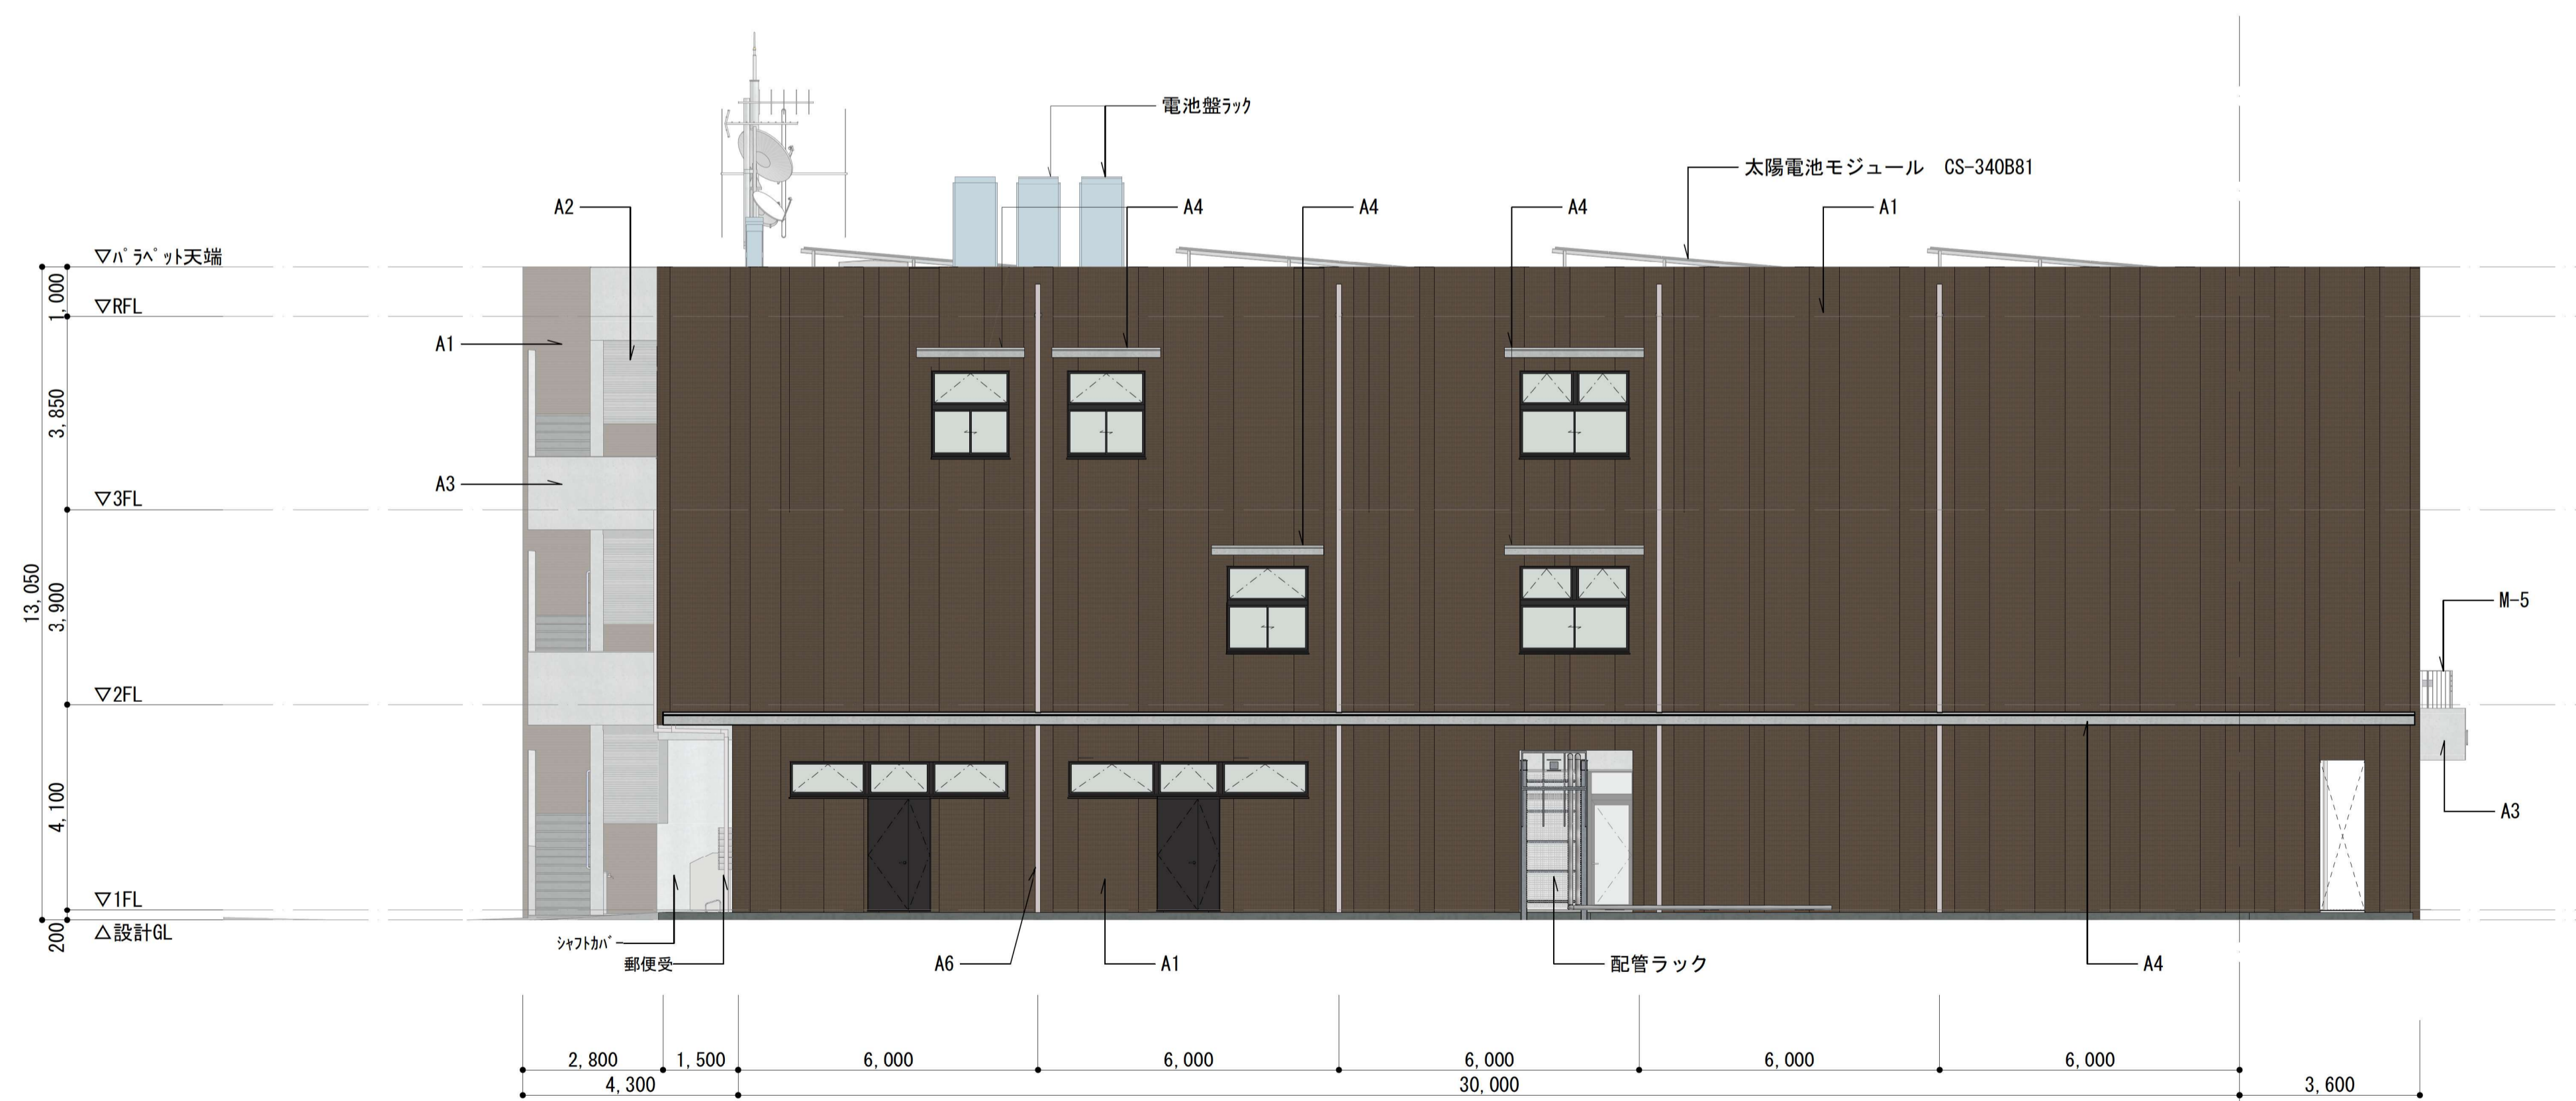 電池盤ﾗｯｸ
太陽電池モジュール　CS-340B81
A2
A4
A4
A4
A1
▽ﾊﾟﾗﾍﾟｯﾄ天端
1,000
▽RFL
A1
3,850
A3
▽3FL
13,050
3,900
M-5
▽2FL
4,100
A3
▽1FL
200
△設計GL
ｼｬﾌﾄｶﾊﾞｰ
郵便受
A6
A1
配管ラック
A4
2,800
1,500
6,000
6,000
6,000
6,000
6,000
4,300
30,000
3,600